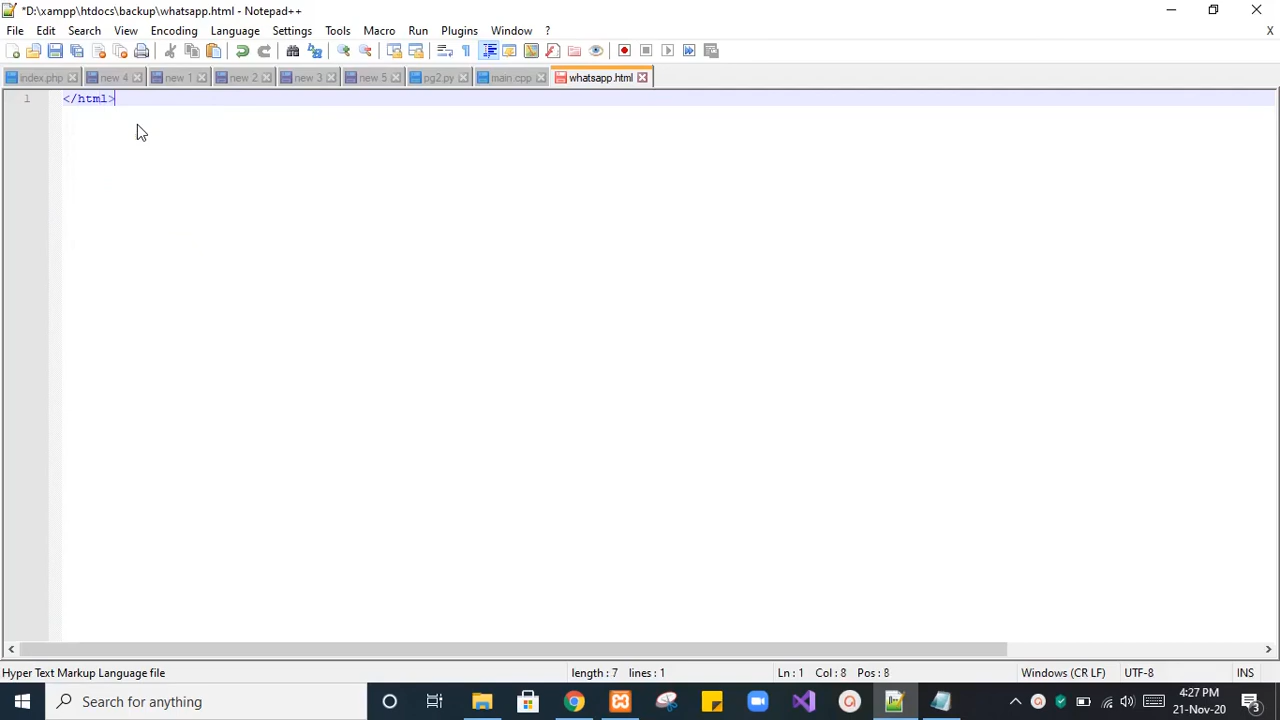 *D:\xampp\htdocs\backup\whatsapp.html - Notepad++
File Edit Search View Encoding Language Settings Tools Macro Run Plugins Window ? X
index.php new 4 new 1 new 2 new 3 new 5 pg2.py main.cpp whatsapp.html
1 </html>
Hyper Text Markup Language file length : 7 lines : 1 Ln : 1 Col : 8 Pos : 8 Windows (CR LF) UTF-8 INS
Search for anything
4:27 PM
21-Nov-20
3